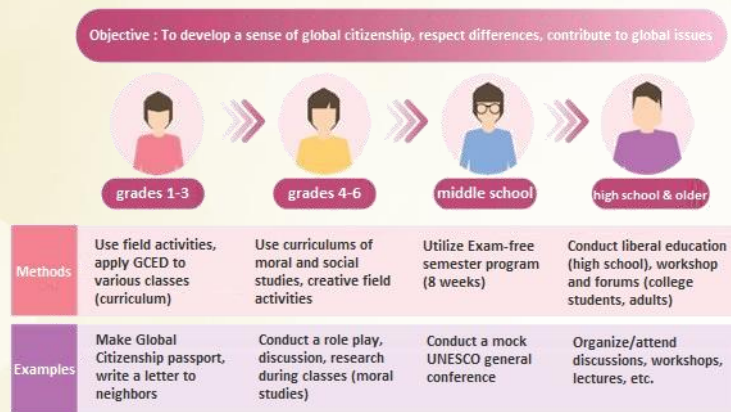 Objective : To develop a sense of global citizenship, respect differences, contribute to global issues
grades 1-3
grades 4-6
middle school
high school & older
Methods
Use field activities,
apply GCED to
various classes
(curriculum)
Use curriculums of
moral and social
studies, creative field
activities
Utilize Exam-free
semester program
(8 weeks)
Conduct liberal education
(high school), workshop
and forums (college
students, adults)
Examples
Make Global
Citizenship passport,
write a letter to
neighbors
Conduct a role play,
discussion, research
during classes (moral
studies)
Conduct a mock
UNESCO general
conference
Organize/attend
discussions, workshops,
lectures, etc.